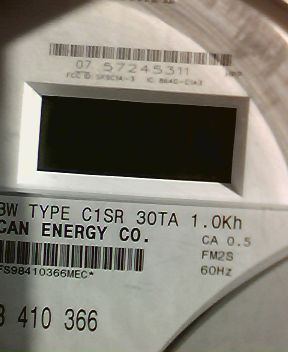 07 57245311
3W TYPE C1SR 30TA 1.0Kh
CAN ENERGY CO.
CA 0.5
FM2S
60Hz
FS98410366MEC*
410 366